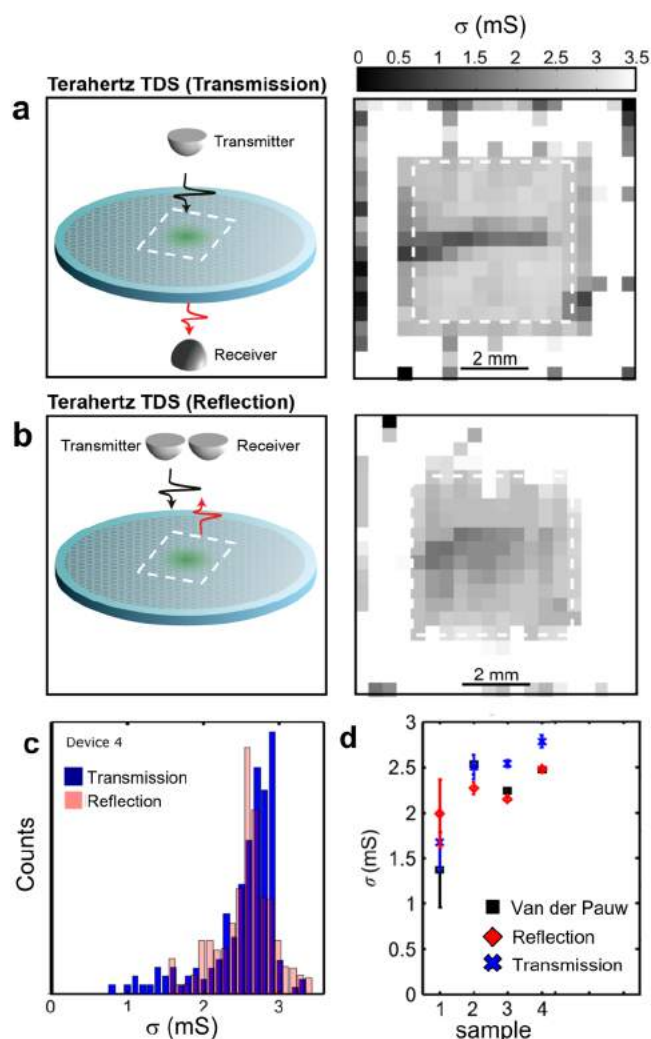 σ (mS)
0 0.5 1 1.5 2 2.5 3 3.5
Terahertz TDS (Transmission)
a
Transmitter
Receiver
2 mm
Terahertz TDS (Reflection)
b
Transmitter Receiver
2 mm
c
Device 4
Transmission
Reflection
Counts
0 1 2 3
σ (mS)
d
3
2.5
2
1.5
1
0.5
0
σ (mS)
Van der Pauw
Reflection
Transmission
1 2 3 4
sample